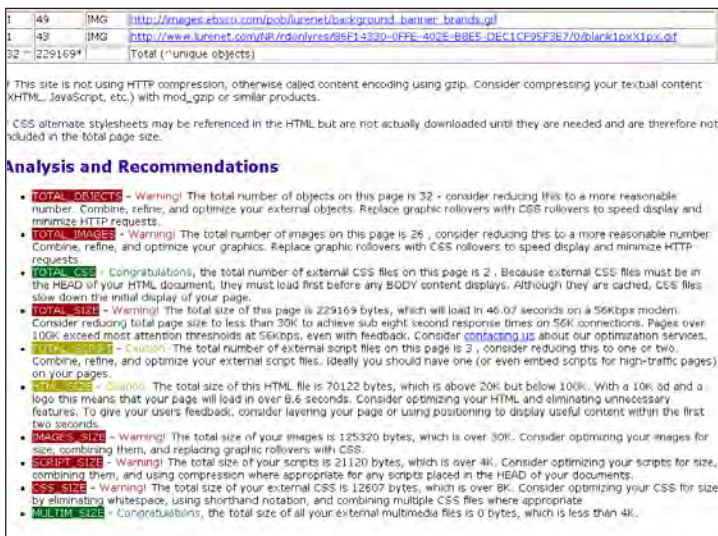 1 49 IMG http://images.ebsco.com/pob/lurenet/background_banner_brands.gif
1 43 IMG http://www.lurenet.com/NR/rdonlyres/ /0/blank1pxX1px.gif
32 ^ 229169* Total (^unique objects)
† This site is not using HTTP compression, otherwise called content encoding using gzip. Consider compressing your textual content
XHTML, JavaScript, etc.) with mod_gzip or similar products.
CSS alternate stylesheets may be referenced in the HTML but are not actually downloaded until they are needed and are therefore not
included in the total page size.
Analysis and Recommendations
• TOTAL_OBJECTS - Warning! The total number of objects on this page is 32 - consider reducing this to a more reasonable
number. Combine, refine, and optimize your external objects. Replace graphic rollovers with CSS rollovers to speed display and
minimize HTTP requests.
• TOTAL_IMAGES - Warning! The total number of images on this page is 26 , consider reducing this to a more reasonable number
Combine, refine, and optimize your graphics. Replace graphic rollovers with CSS rollovers to speed display and minimize HTTP
requests.
• TOTAL_CSS - Congratulations, the total number of external CSS files on this page is 2 . Because external CSS files must be in
the HEAD of your HTML document, they must load first before any BODY content displays. Although they are cached, CSS files
slow down the initial display of your page.
• TOTAL_SIZE - Warning! The total size of this page is 229169 bytes, which will load in 46.07 seconds on a 56Kbps modem.
Consider reducing total page size to less than 30K to achieve sub eight second response times on 56K connections. Pages over
100K exceed most attention thresholds at 56Kbps, even with feedback. Consider contacting us about our optimization services.
• TOTAL_SCRIPT - Caution. The total number of external script files on this page is 3 , consider reducing this to one or two.
Combine, refine, and optimize your external script files. Ideally you should have one (or even embed scripts for high-traffic pages)
on your pages.
• HTML_SIZE - Caution. The total size of this HTML file is 70122 bytes, which is above 20K but below 100K. With a 10K ad and a
logo this means that your page will load in over 8.6 seconds. Consider optimizing your HTML and eliminating unnecessary
features. To give your users feedback, consider layering your page or using positioning to display useful content within the first
two seconds.
• IMAGES_SIZE - Warning! The total size of your images is 125320 bytes, which is over 30K. Consider optimizing your images for
size, combining them, and replacing graphic rollovers with CSS.
• SCRIPT_SIZE - Warning! The total size of your scripts is 21120 bytes, which is over 4K. Consider optimizing your scripts for size,
combining them, and using compression where appropriate for any scripts placed in the HEAD of your documents.
• CSS_SIZE - Warning! The total size of your external CSS is 12607 bytes, which is over 8K. Consider optimizing your CSS for size
by eliminating whitespace, using shorthand notation, and combining multiple CSS files where appropriate
• MULTIM_SIZE - Congratulations, the total size of all your external multimedia files is 0 bytes, which is less than 4K.